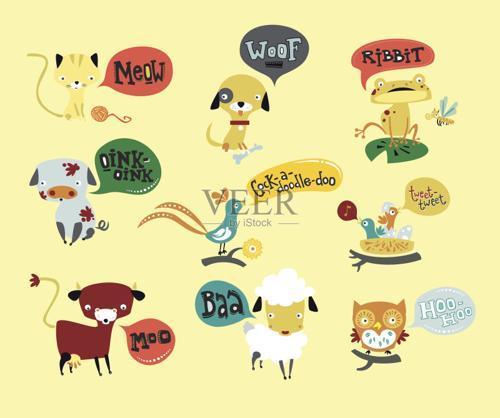 MEOW
WOOF
RiBBiT
OINK-
OINK
Cock-a-
doodle-doo
tweet-
tweet
VEER
by iStock
MOO
BAA
HOO-
HOO